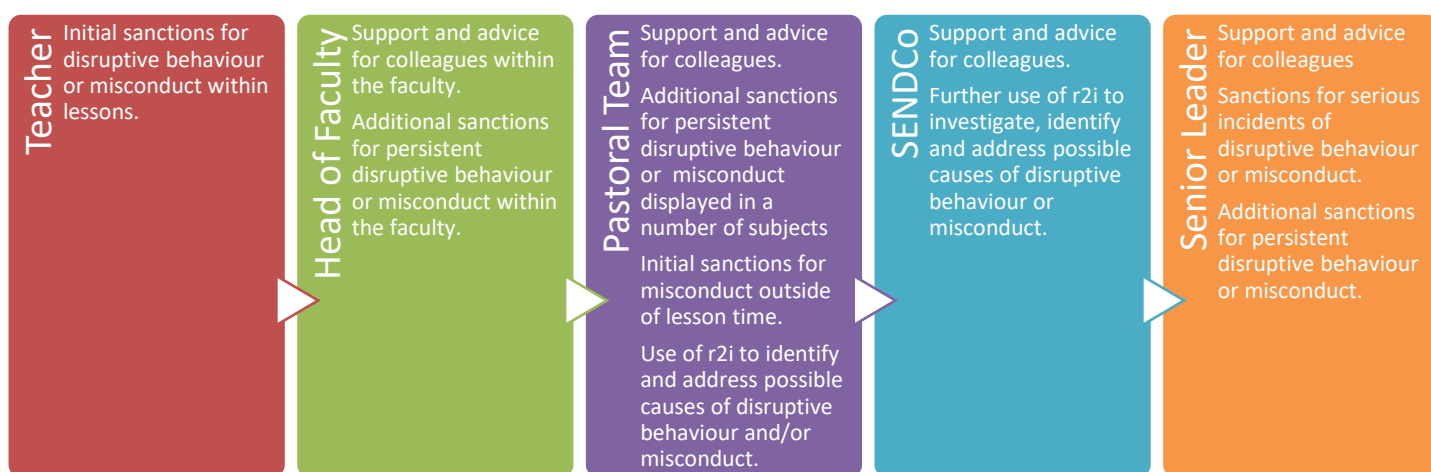 Teacher
Initial sanctions for
disruptive behaviour
or misconduct within
lessons.
Head of Faculty
Support and advice
for colleagues within
the faculty.
Additional sanctions
for persistent
disruptive behaviour
or misconduct within
the faculty.
Pastoral Team
Support and advice
for colleagues.
Additional sanctions
for persistent
disruptive behaviour
or  misconduct
displayed in a
number of subjects
Initial sanctions for
misconduct outside
of lesson time.
Use of r2i to identify
and address possible
causes of disruptive
behaviour and/or
misconduct.
SENDCo
Support and advice
for colleagues.
Further use of r2i to
investigate, identify
and address possible
causes of disruptive
behaviour or
misconduct.
Senior Leader
Support and advice
for colleagues
Sanctions for serious
incidents of
disruptive behaviour
or misconduct.
Additional sanctions
for persistent
disruptive behaviour
or misconduct.